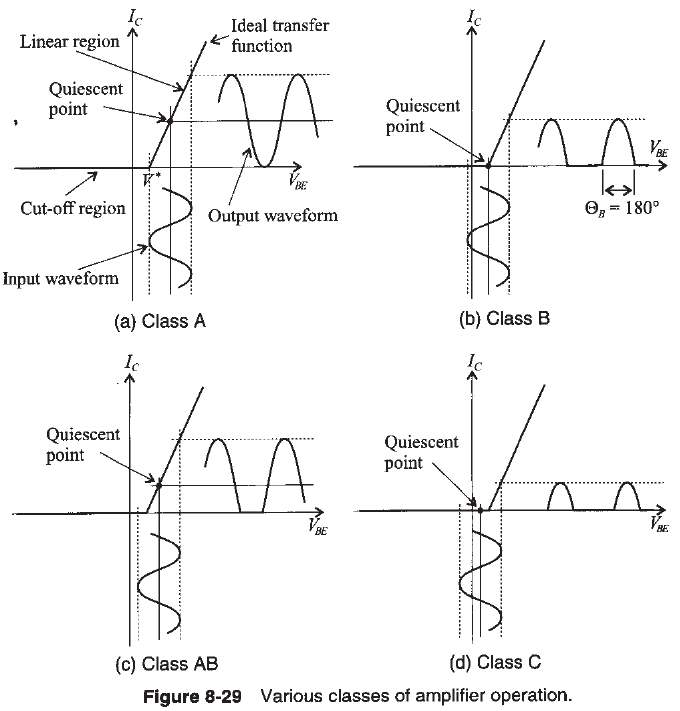 I_C
Linear region
Ideal transfer
function
Quiescent
point
V*
V_BE
Cut-off region
Output waveform
Input waveform
(a) Class A
I_C
Quiescent
point
V_BE
Θ_B = 180°
(b) Class B
I_C
Quiescent
point
V_BE
(c) Class AB
I_C
Quiescent
point
V_BE
(d) Class C
Figure 8-29 Various classes of amplifier operation.